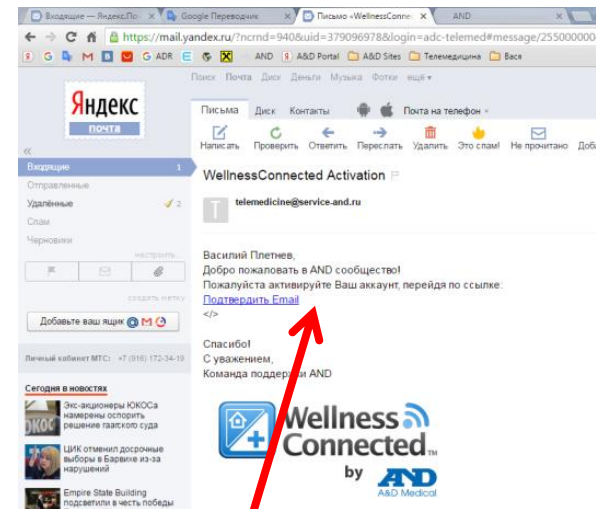 Входящие — Яндекс.По
Google Переводчик
Письмо «WellnessConne
AND
https://mail.yandex.ru/?ncrnd=940&uid=379096978&login=adc-telemed#message/255000000
G ADR
AND
A&D Portal
A&D Sites
Телемедицина
Вася
Поиск Почта Диск Деньги Музыка Фотки ещё
Яндекс
почта
Письма Диск Контакты Почта на телефон
Написать Проверить Ответить Переслать Удалить Это спам! Не прочитано Доба
«
Входящие 1
Отправленные
Удалённые 2
Спам
Черновики
настроить...
создать метку
Добавьте ваш ящик
Личный кабинет МТС: +7 (916) 172-34-19
Сегодня в новостях
Экс-акционеры ЮКОСа
намерены оспорить
решение гаагского суда
ЦИК отменил досрочные
выборы в Барвихе из-за
нарушений
Empire State Building
подсветили в честь победы
WellnessConnected Activation
T
telemedicine@service-and.ru
Василий Плетнев,
Добро пожаловать в AND сообщество!
Пожалуйста активируйте Ваш аккаунт, перейдя по ссылке:
Подтвердить Email
</>
Спасибо!
С уважением,
Команда поддержки AND
Wellness
Connected™
by AND
A&D Medical